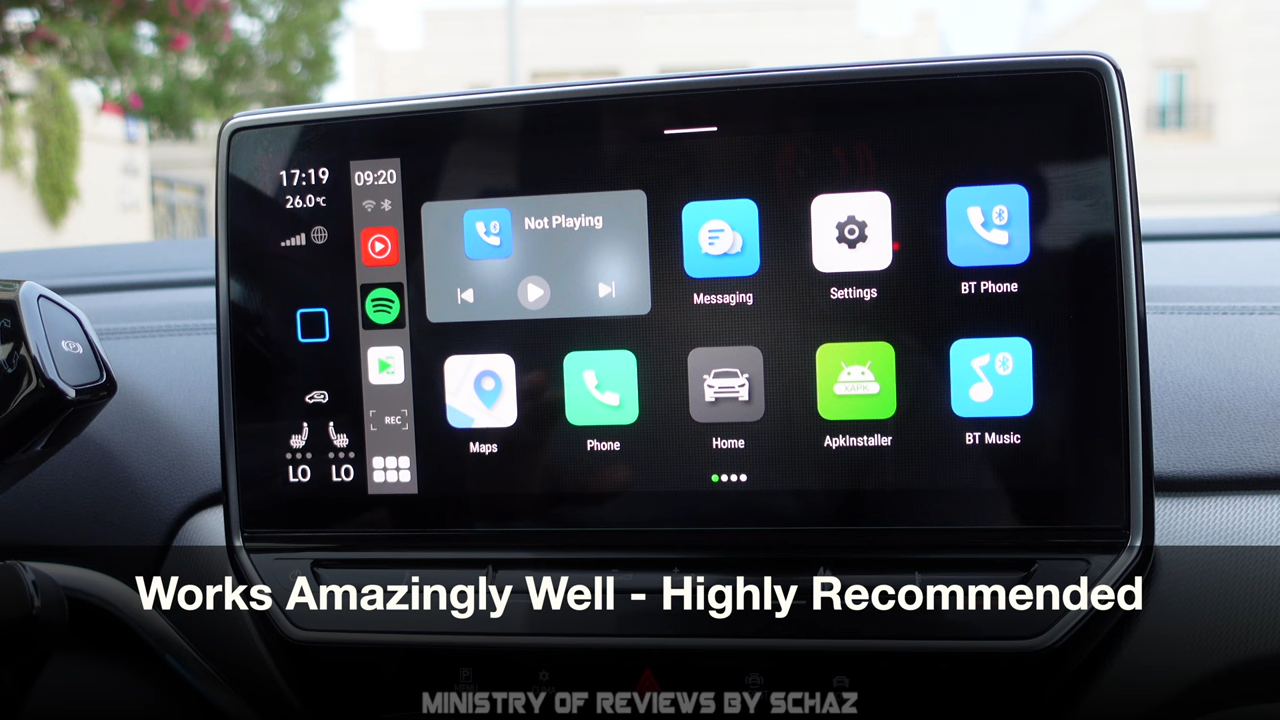 17:19
26.0°C
LO LO
09:20
REC
Not Playing
Messaging
Settings
BT Phone
Maps
Phone
Home
XAPK
ApkInstaller
BT Music
Works Amazingly Well - Highly Recommended
MINISTRY OF REVIEWS BY SCHAZ